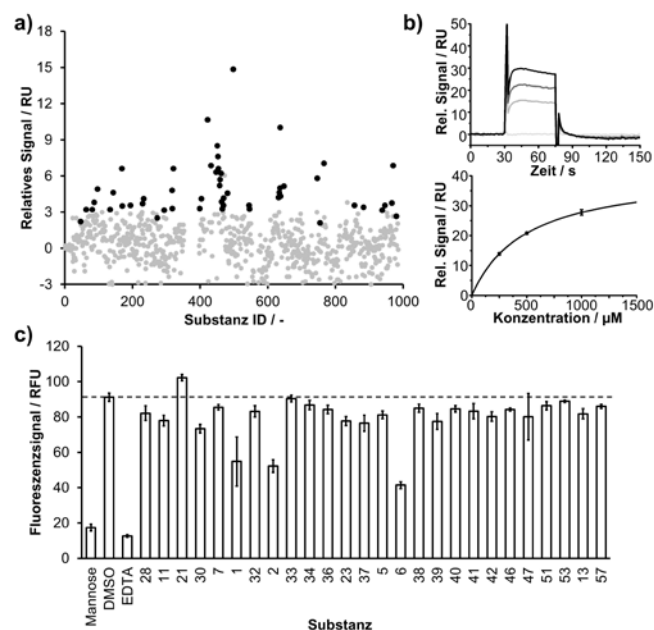 a)
Relatives Signal / RU
18
15
12
9
6
3
0
-3
0 200 400 600 800 1000
Substanz ID / -
b)
Rel. Signal / RU
50
40
30
20
10
0
0 30 60 90 120 150
Zeit / s
Rel. Signal / RU
40
30
20
10
0
0 500 1000 1500
Konzentration / µM
c)
Fluoreszenzsignal / RFU
120
100
80
60
40
20
0
Mannose DMSO EDTA 28 11 21 30 7 1 32 2 33 34 36 23 37 5 6 38 39 40 41 42 46 47 51 53 13 57
Substanz